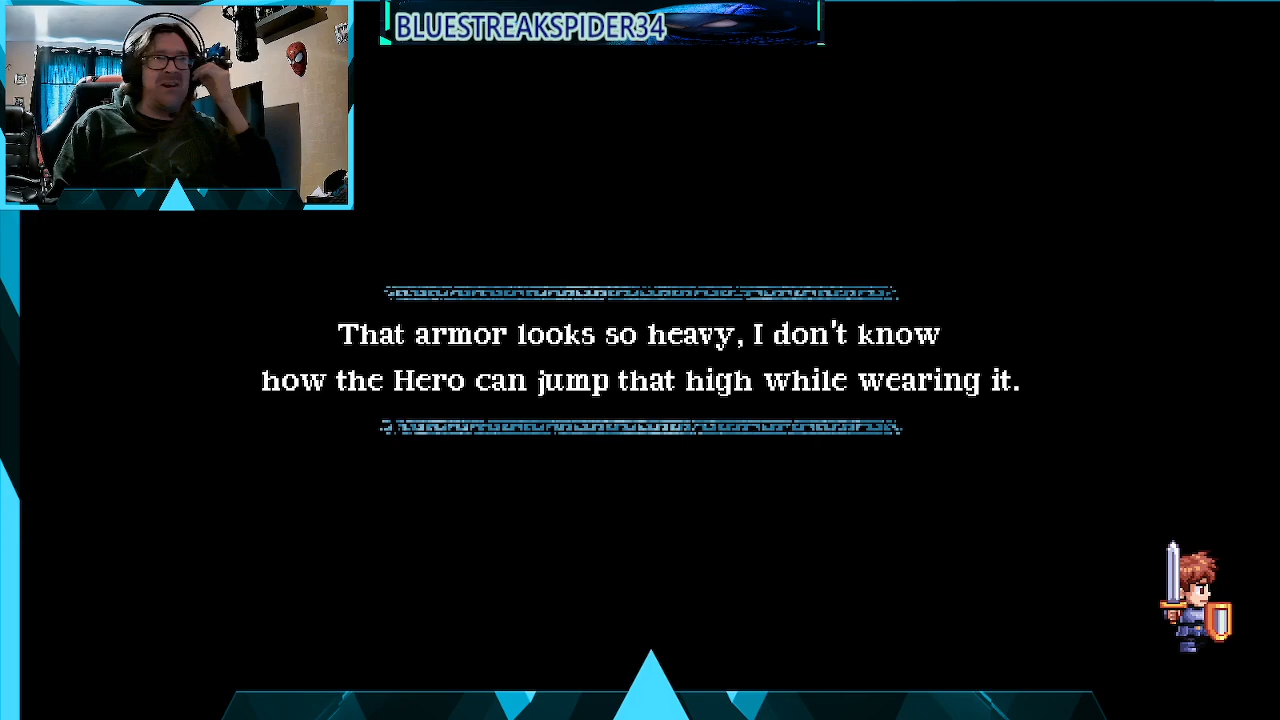 BLUESTREAKSPIDER34
That armor looks so heavy, I don't know
how the Hero can jump that high while wearing it.